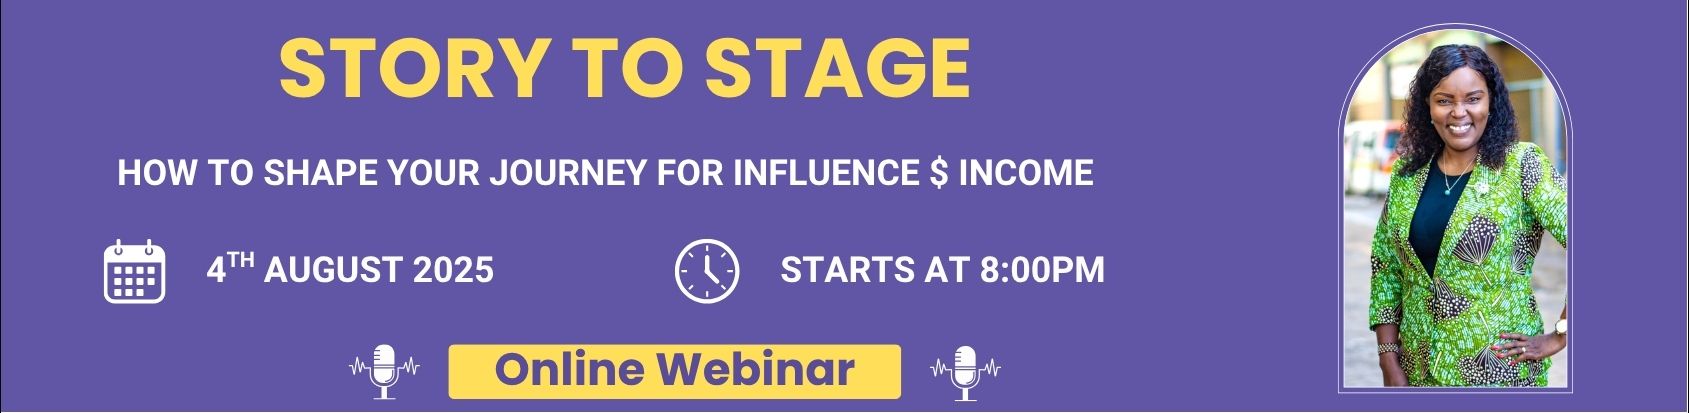 STORY TO STAGE
HOW TO SHAPE YOUR JOURNEY FOR INFLUENCE $ INCOME
4TH AUGUST 2025
STARTS AT 8:00PM
Online Webinar